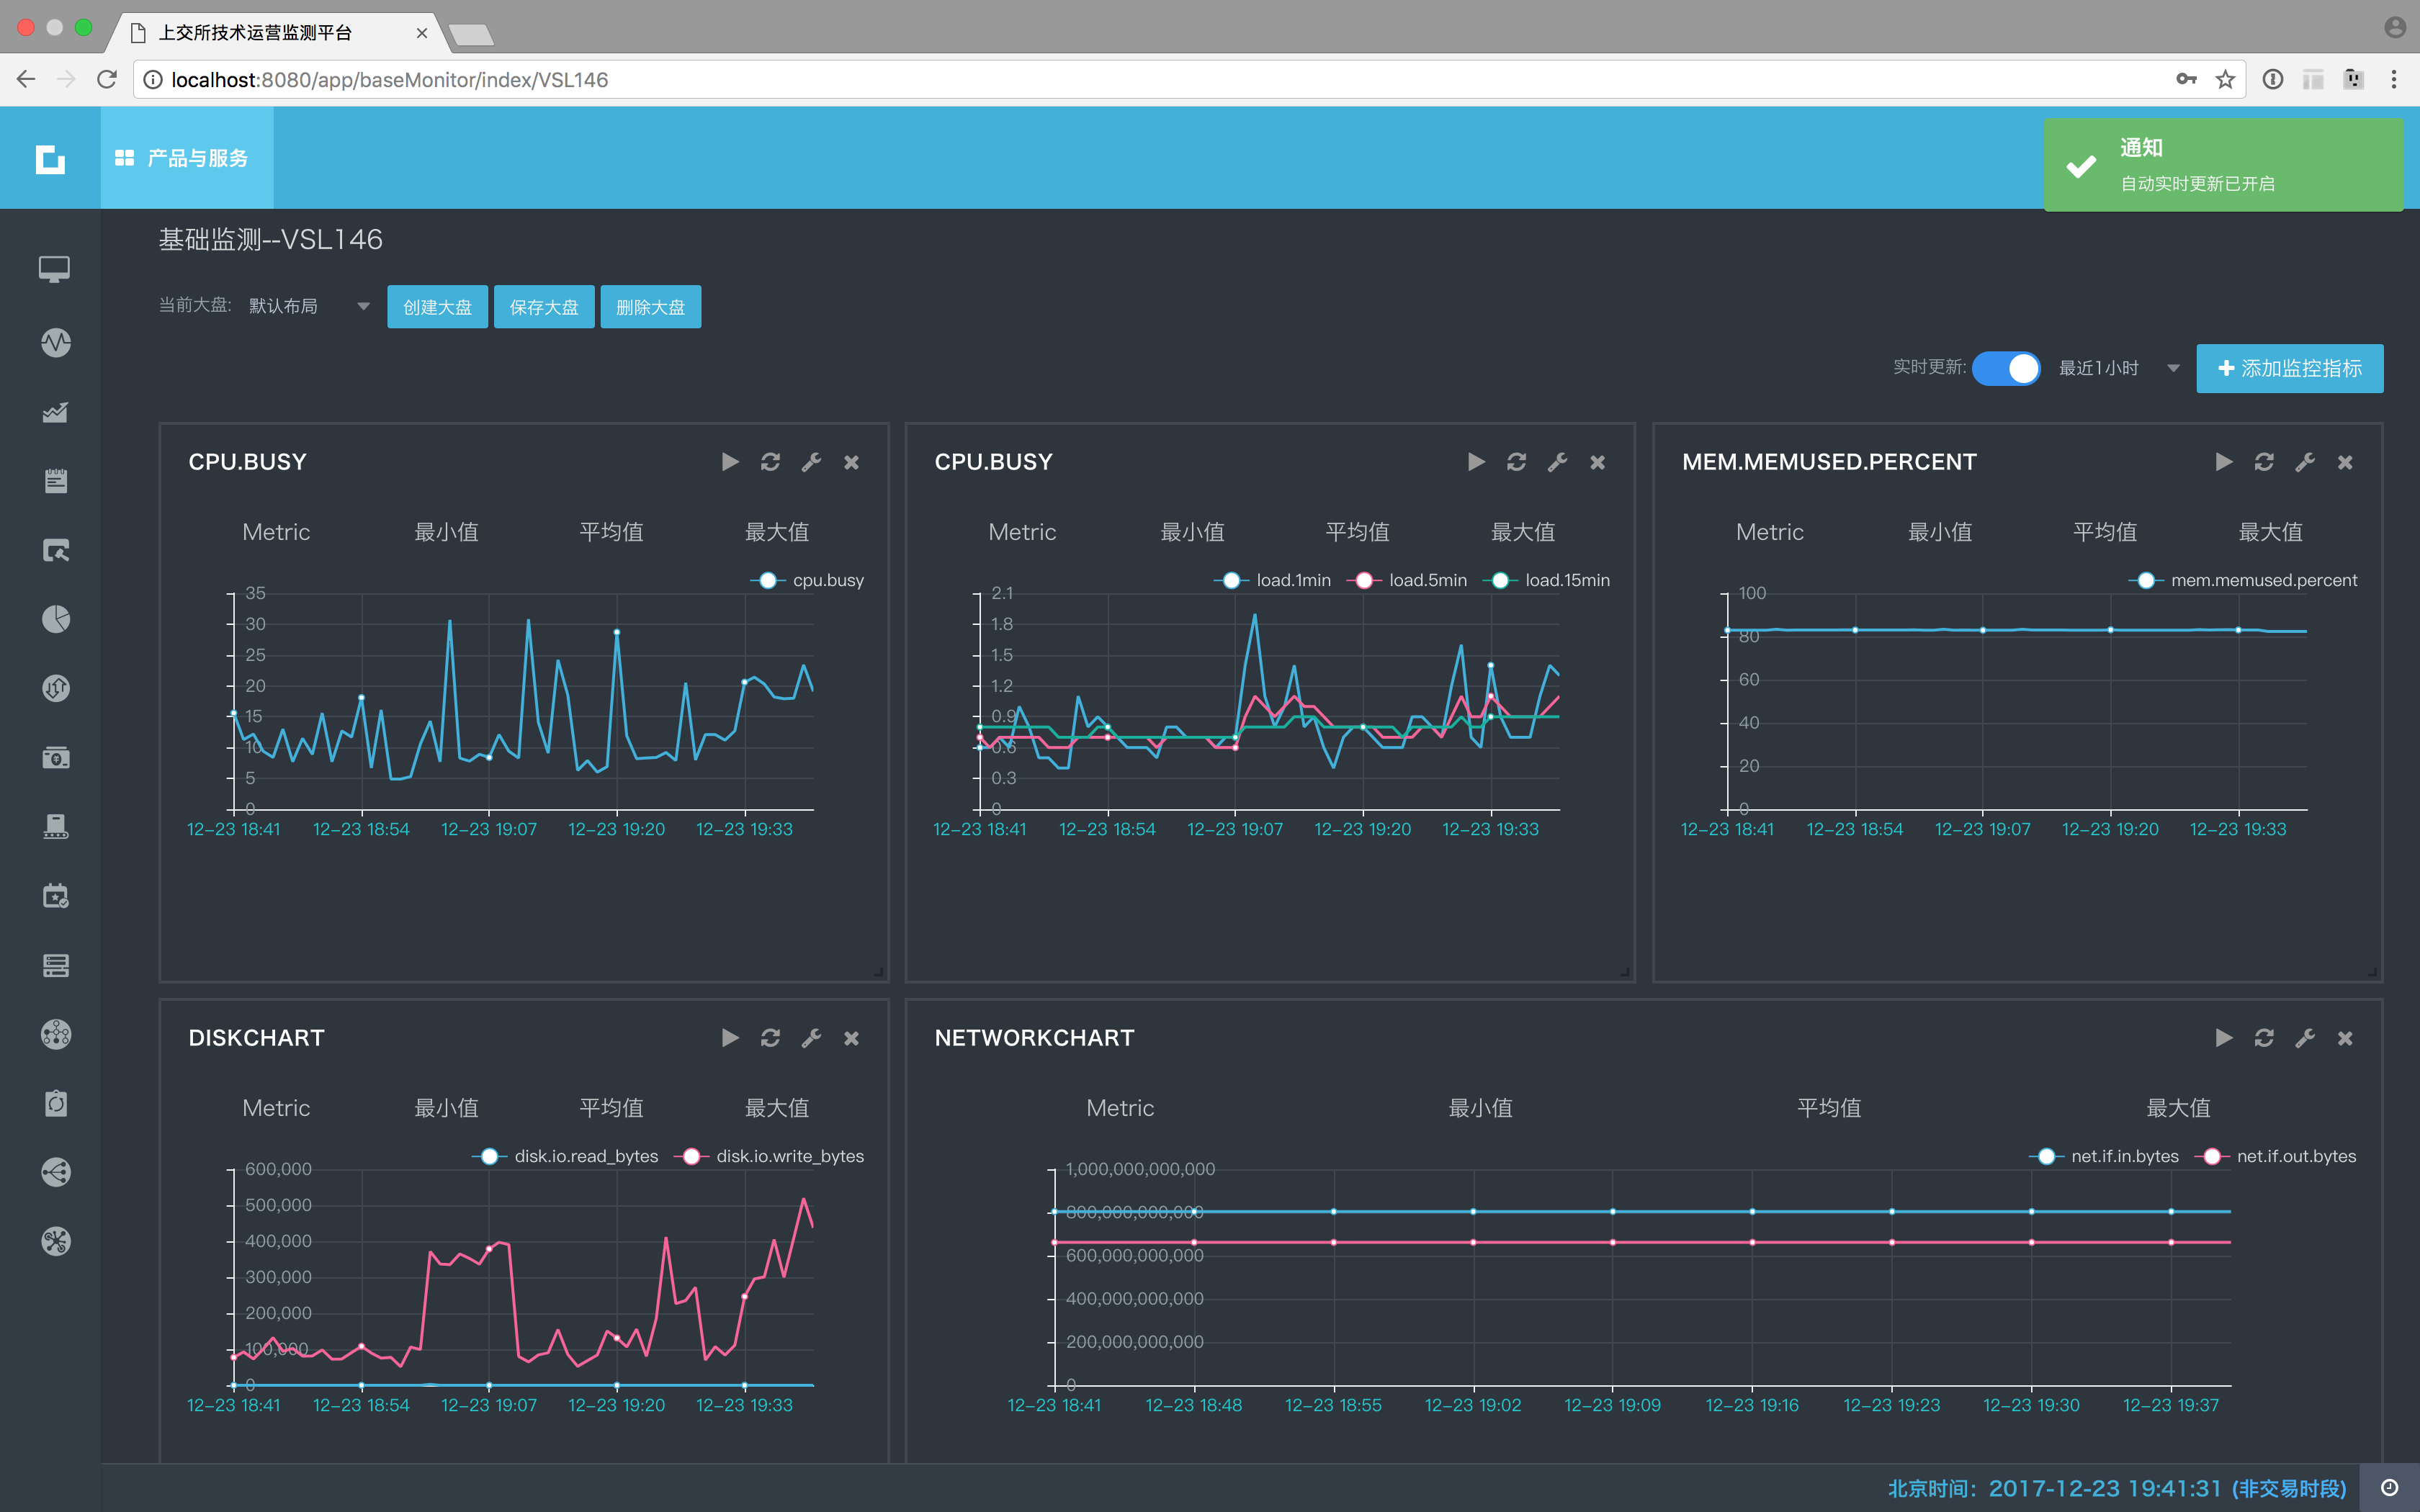 上交所技术运营监测平台
localhost:8080/app/baseMonitor/index/VSL146
产品与服务
通知
自动实时更新已开启
基础监测--VSL146
当前大盘: 默认布局 创建大盘 保存大盘 删除大盘
实时更新: 最近1小时 添加监控指标
CPU.BUSY
Metric 最小值 平均值 最大值
cpu.busy
35
30
25
20
15
10
5
0
12-23 18:41 12-23 18:54 12-23 19:07 12-23 19:20 12-23 19:33
CPU.BUSY
Metric 最小值 平均值 最大值
load.1min load.5min load.15min
2.1
1.8
1.5
1.2
0.9
0.6
0.3
0
12-23 18:41 12-23 18:54 12-23 19:07 12-23 19:20 12-23 19:33
MEM.MEMUSED.PERCENT
Metric 最小值 平均值 最大值
mem.memused.percent
100
80
60
40
20
0
12-23 18:41 12-23 18:54 12-23 19:07 12-23 19:20 12-23 19:33
DISKCHART
Metric 最小值 平均值 最大值
disk.io.read_bytes disk.io.write_bytes
600,000
500,000
400,000
300,000
200,000
100,000
0
12-23 18:41 12-23 18:54 12-23 19:07 12-23 19:20 12-23 19:33
NETWORKCHART
Metric 最小值 平均值 最大值
net.if.in.bytes net.if.out.bytes
1,000,000,000,000
800,000,000,000
600,000,000,000
400,000,000,000
200,000,000,000
0
12-23 18:41 12-23 18:48 12-23 18:55 12-23 19:02 12-23 19:09 12-23 19:16 12-23 19:23 12-23 19:30 12-23 19:37
北京时间：2017-12-23 19:41:31 (非交易时段)